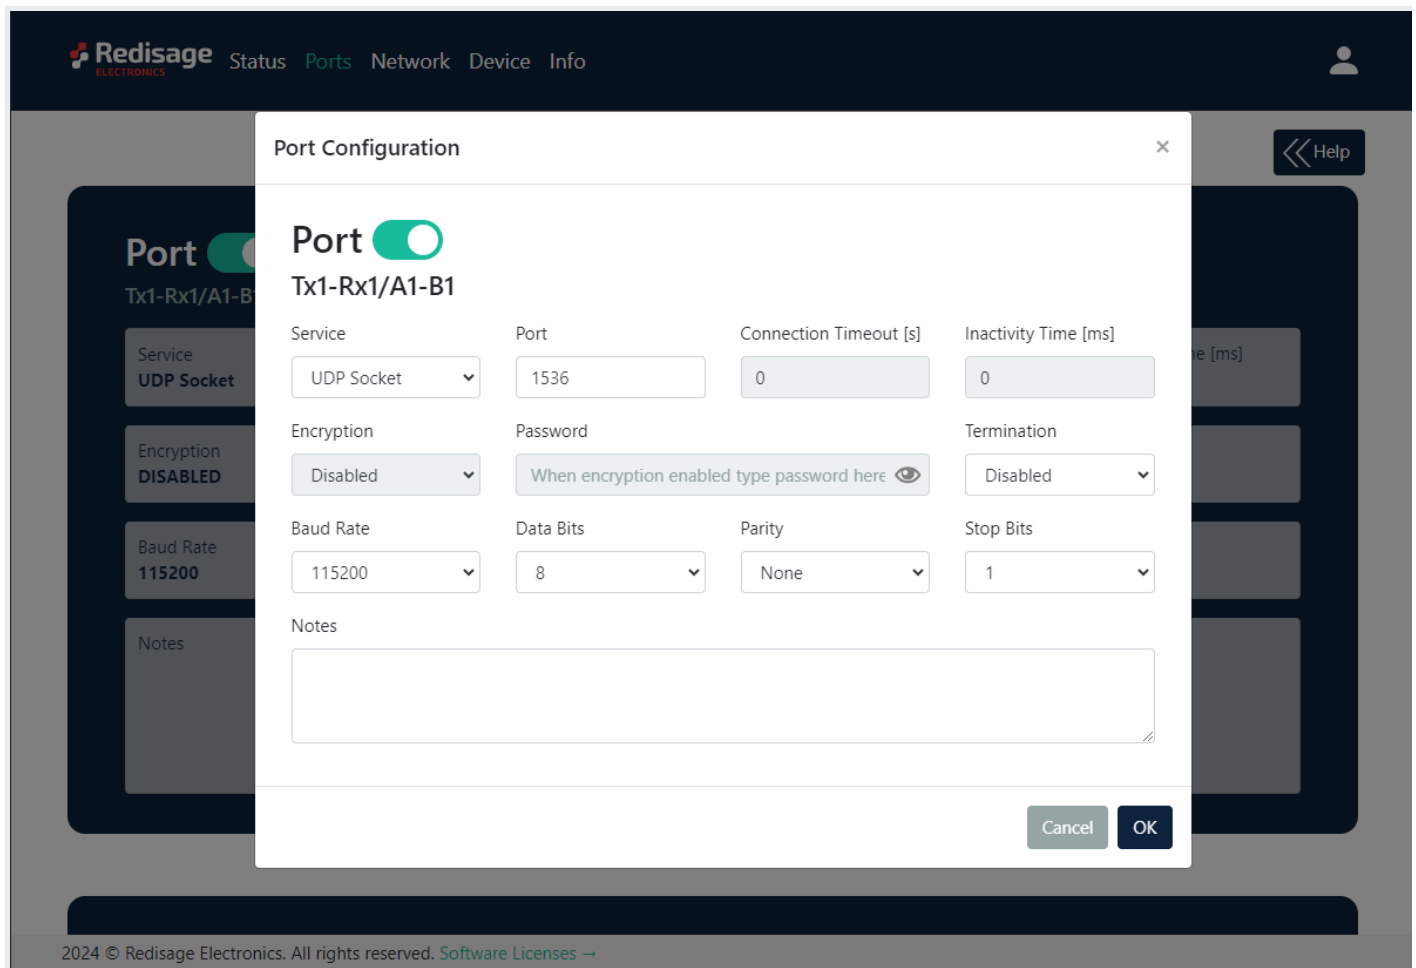 Redisage
ELECTRONICS
Status Ports Network Device Info
Port Configuration
×
Help
Port
Tx1-Rx1/A1-B1
Service Port Connection Timeout [s] Inactivity Time [ms]
UDP Socket 1536 0 0
Encryption Password Termination
Disabled When encryption enabled type password here Disabled
Baud Rate Data Bits Parity Stop Bits
115200 8 None 1
Notes
Cancel OK
Port
Tx1-Rx1/A1-B
Service
UDP Socket
[ms]
Encryption
DISABLED
Baud Rate
115200
Notes
2024 © Redisage Electronics. All rights reserved. Software Licenses →